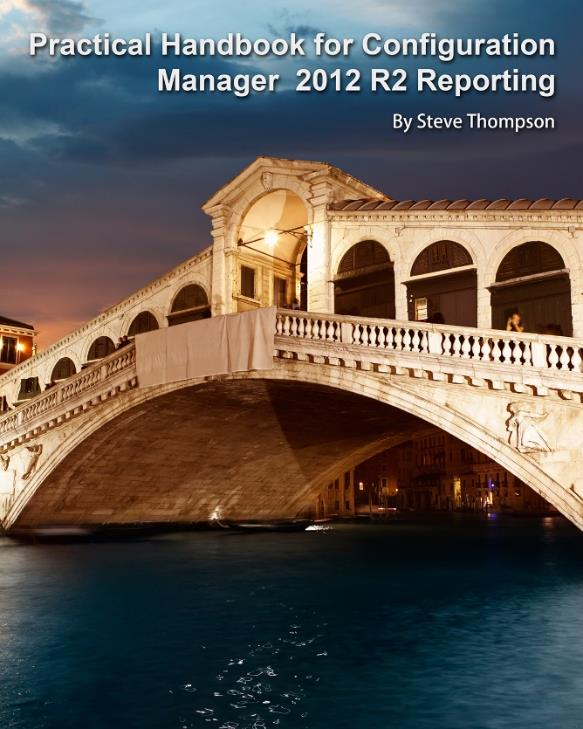 Practical Handbook for Configuration
Manager 2012 R2 Reporting
By Steve Thompson